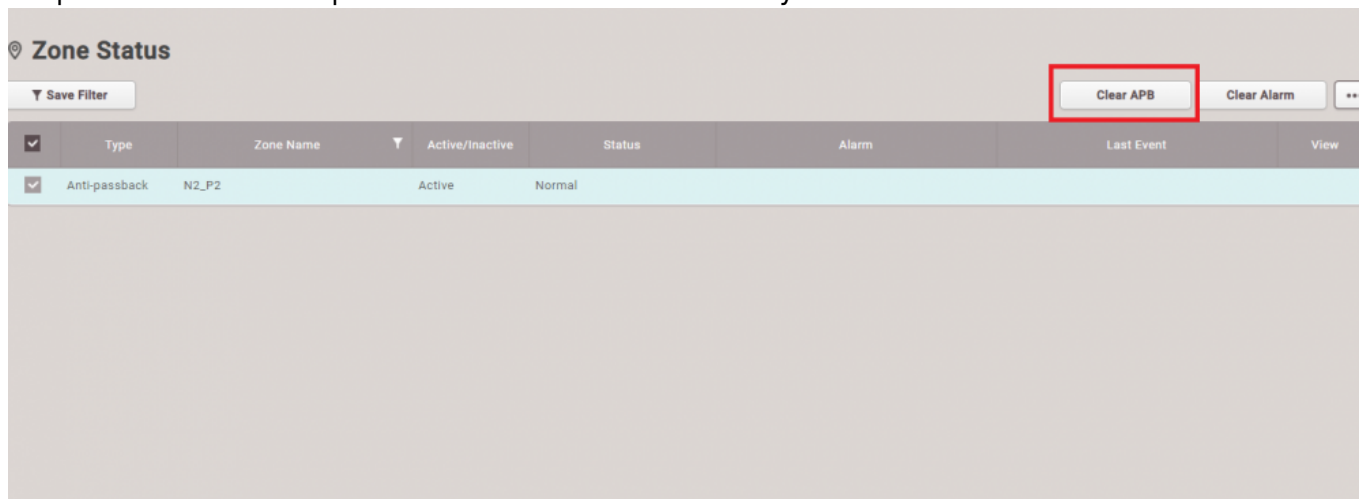 Zone Status
Save Filter
Clear APB Clear Alarm
Type Zone Name Active/Inactive Status Alarm Last Event View
Anti-passback N2_P2 Active Normal